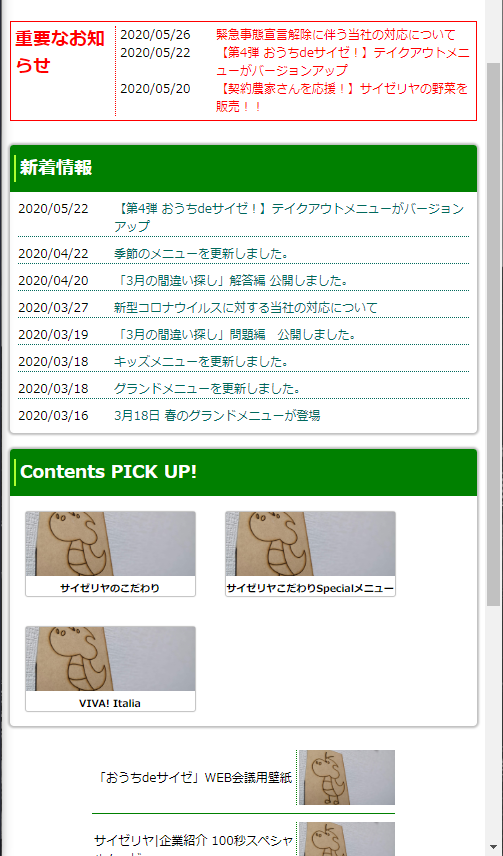 重要なお知
らせ
2020/05/26 緊急事態宣言解除に伴う当社の対応について
2020/05/22 【第4弾 おうちdeサイゼ！】テイクアウトメニ
ューがバージョンアップ
2020/05/20 【契約農家さんを応援！】サイゼリヤの野菜を
販売！！
新着情報
2020/05/22 【第4弾 おうちdeサイゼ！】テイクアウトメニューがバージョン
アップ
2020/04/22 季節のメニューを更新しました。
2020/04/20 「3月の間違い探し」解答編 公開しました。
2020/03/27 新型コロナウイルスに対する当社の対応について
2020/03/19 「3月の間違い探し」問題編　公開しました。
2020/03/18 キッズメニューを更新しました。
2020/03/18 グランドメニューを更新しました。
2020/03/16 3月18日 春のグランドメニューが登場
Contents PICK UP!
サイゼリヤのこだわり
サイゼリヤこだわりSpecialメニュー
VIVA! Italia
「おうちdeサイゼ」WEB会議用壁紙
サイゼリヤ|企業紹介 100秒スペシャ